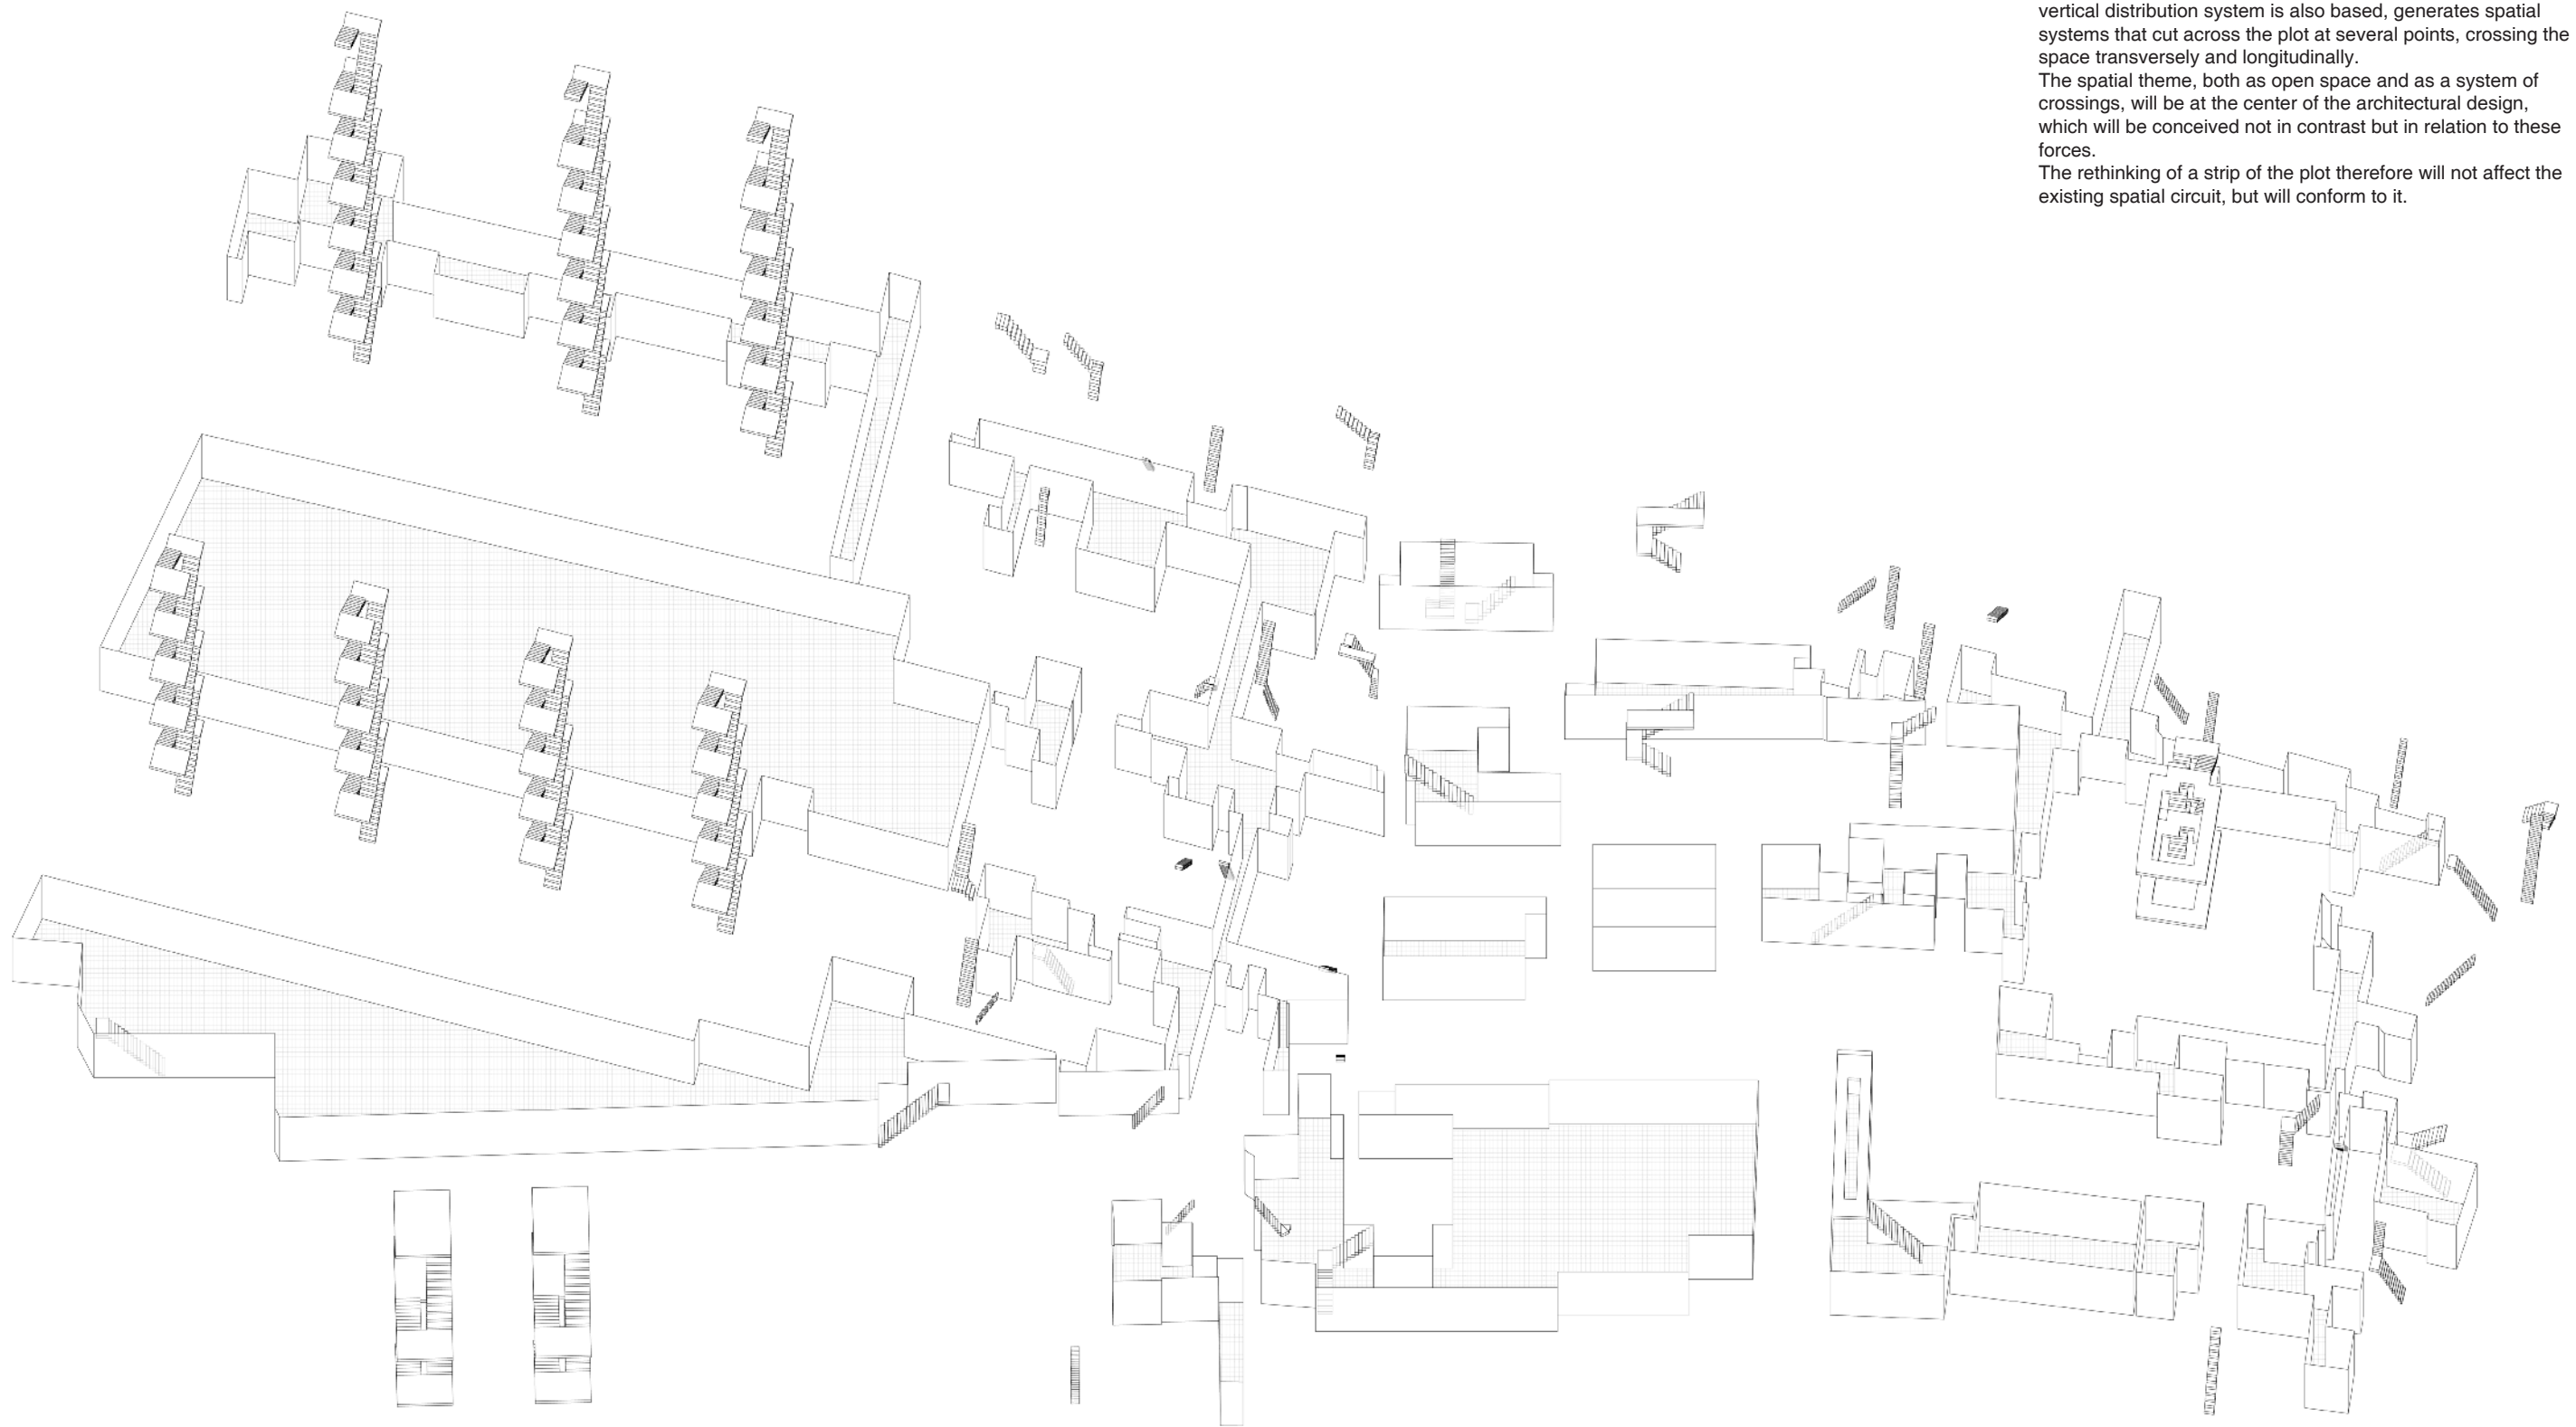 vertical distribution system is also based, generates spatial
systems that cut across the plot at several points, crossing the
space transversely and longitudinally.
The spatial theme, both as open space and as a system of
crossings, will be at the center of the architectural design,
which will be conceived not in contrast but in relation to these
forces.
The rethinking of a strip of the plot therefore will not affect the
existing spatial circuit, but will conform to it.